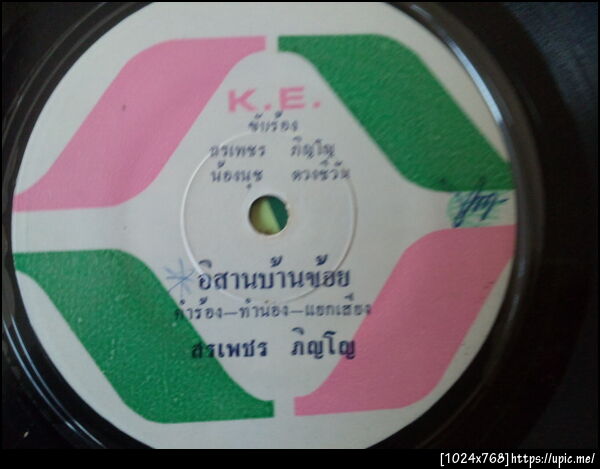 K.E.
ขับร้อง
สรเพชร ภิญโญ
น้องนุช ดวงชีวัน
อิสานบ้านข้อย
คำร้อง-ทำนอง-แยกเสียง
สรเพชร ภิญโญ
[1024x768]https://upic.me/